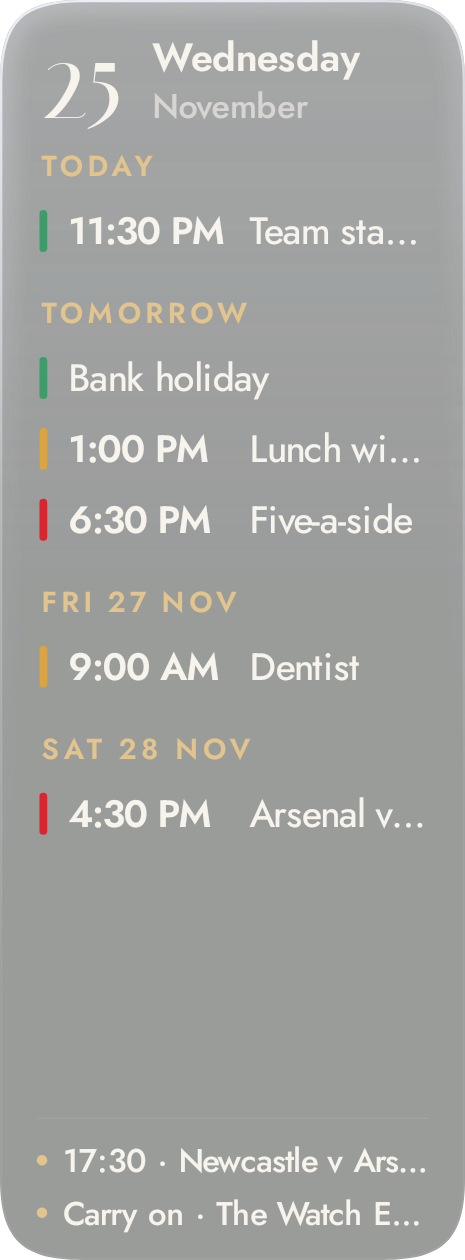 25 Wednesday
November
TODAY
11:30 PM Team sta...
TOMORROW
Bank holiday
1:00 PM Lunch wi...
6:30 PM Five-a-side
FRI 27 NOV
9:00 AM Dentist
SAT 28 NOV
4:30 PM Arsenal v...
17:30 · Newcastle v Ars...
Carry on · The Watch E...